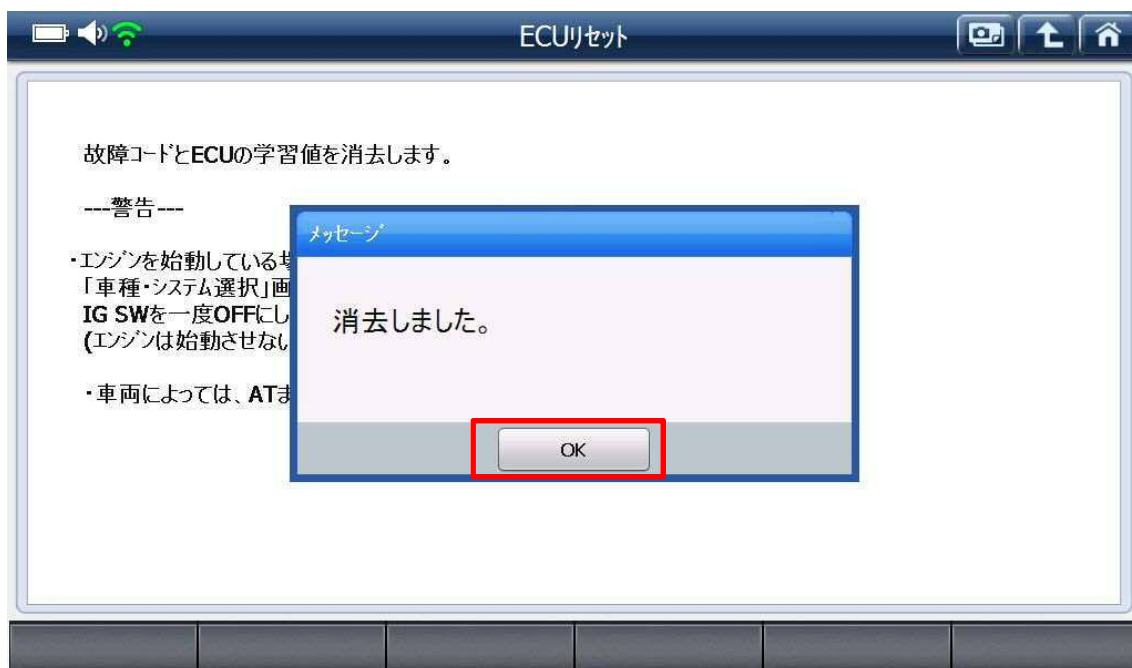 ECUリセット
故障コードとECUの学習値を消去します。
---警告---
・エンジンを始動している場
「車種・システム選択」画
IG SWを一度OFFにし
(エンジンは始動させない
・車両によっては、ATま
メッセージ
消去しました。
OK